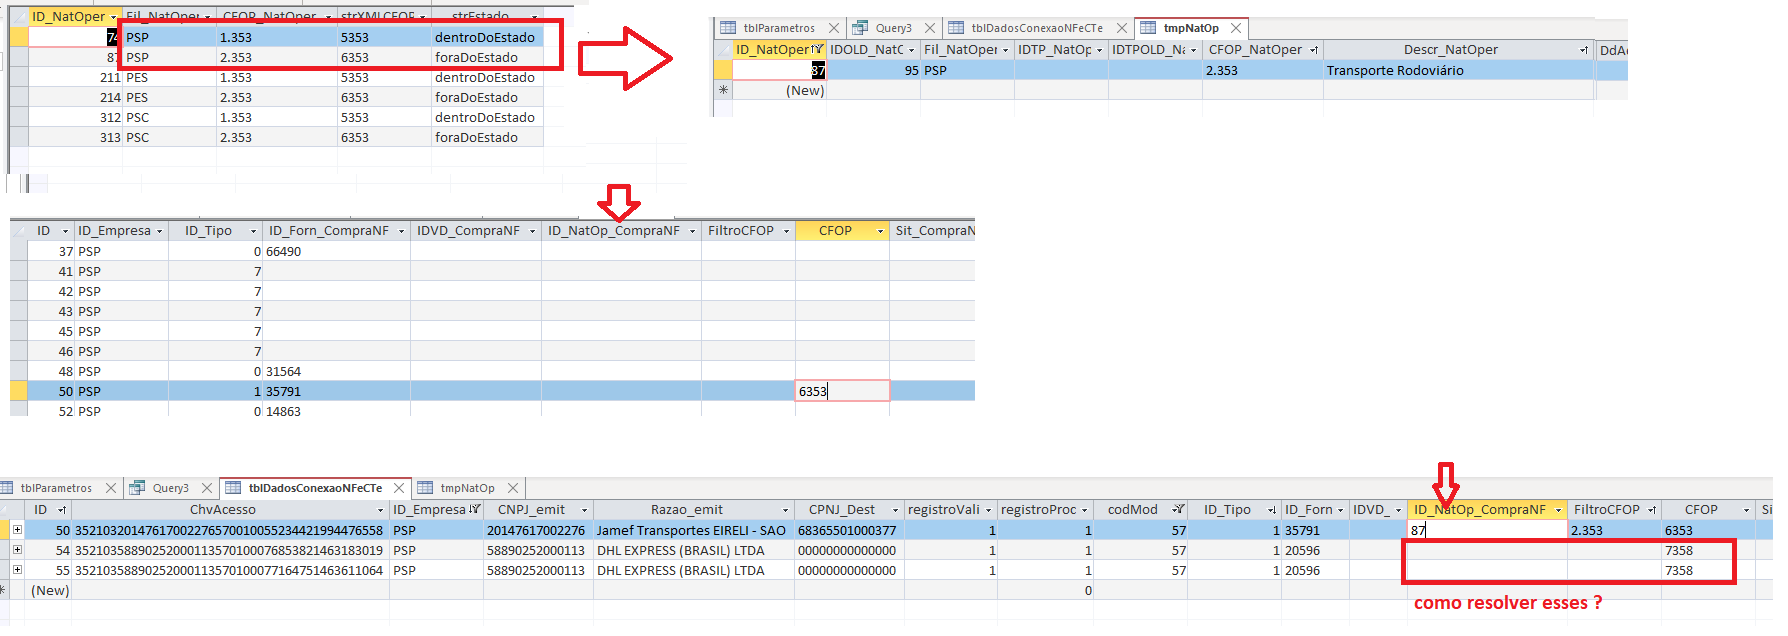 ID_NatOper Fil_NatOper CFOP_NatOper strXMLCFOP strEstado
74 PSP 1.353 5353 dentroDoEstado
87 PSP 2.353 6353 foraDoEstado
211 PES 1.353 5353 dentroDoEstado
214 PES 2.353 6353 foraDoEstado
312 PSC 1.353 5353 dentroDoEstado
313 PSC 2.353 6353 foraDoEstado
tblParametros Query3 tblDadosConexaoNFeCTe tmpNatOp
ID_NatOper IDOLD_NatO Fil_NatOper IDTP_NatOp IDTPOLD_Na CFOP_NatOper Descr_NatOper DdAc
87 95 PSP 2.353 Transporte Rodoviário
(New)
ID ID_Empresa ID_Tipo ID_Forn_CompraNF IDVD_CompraNF ID_NatOp_CompraNF FiltroCFOP CFOP Sit_CompraN
37 PSP 0 66490
41 PSP 7
42 PSP 7
43 PSP 7
45 PSP 7
46 PSP 7
48 PSP 0 31564
50 PSP 1 35791 6353
52 PSP 0 14863
tblParametros Query3 tblDadosConexaoNFeCTe tmpNatOp
ID ChvAcesso ID_Empresa CNPJ_emit Razao_emit CPNJ_Dest registroVali registroProc codMod ID_Tipo ID_Forn IDVD_ ID_NatOp_CompraNF FiltroCFOP CFOP Si
50 35210320147617002276570010055234421994476558 PSP 20147617002276 Jamef Transportes EIRELI - SAO 68365501000377 1 1 57 1 35791 87 2.353 6353
54 35210358890252000113570100076853821463183019 PSP 58890252000113 DHL EXPRESS (BRASIL) LTDA 00000000000000 1 1 57 1 20596 7358
55 35210358890252000113570100077164751463611064 PSP 58890252000113 DHL EXPRESS (BRASIL) LTDA 00000000000000 1 1 57 1 20596 7358
(New) 0
como resolver esses ?